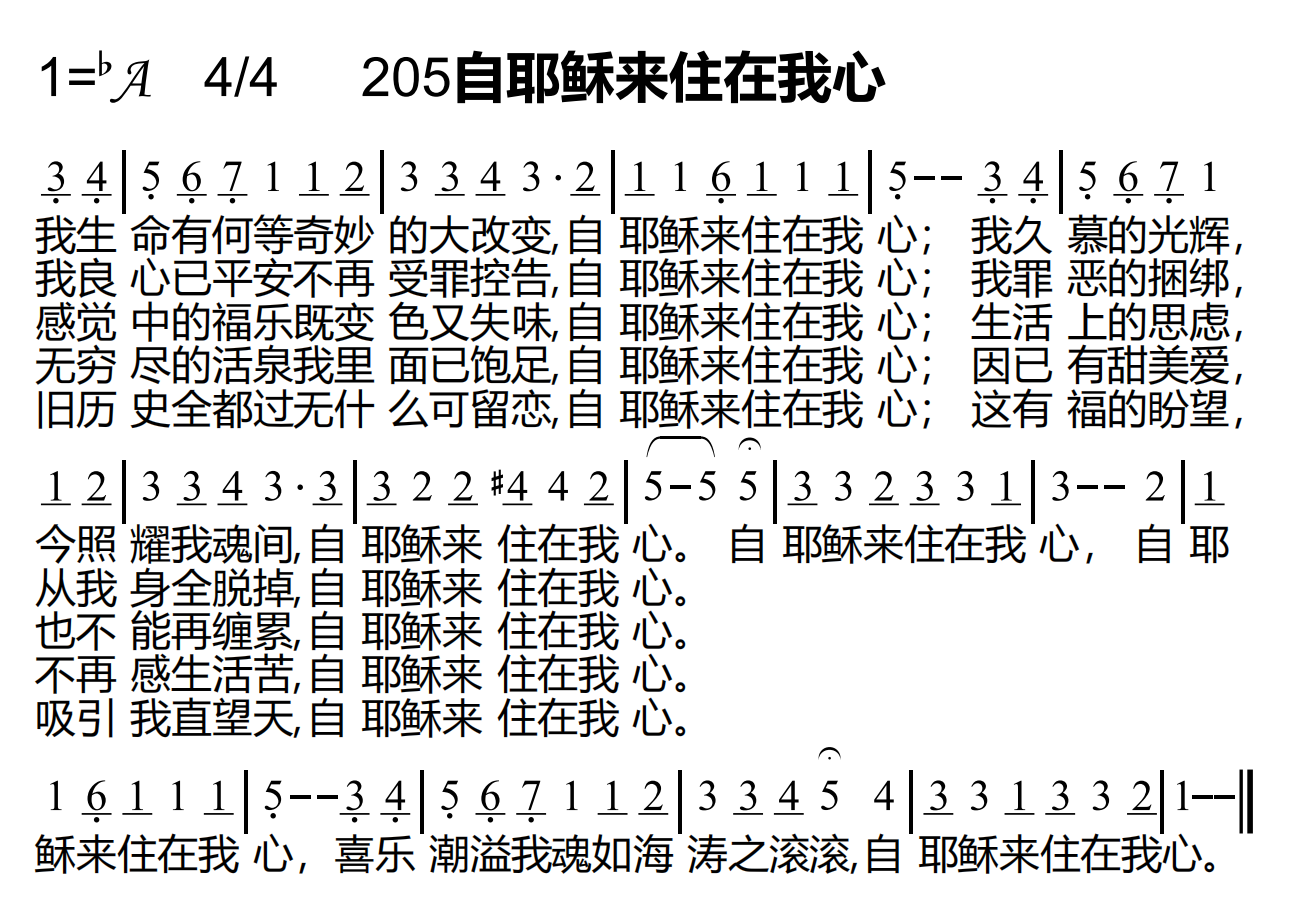 1=♭A 4/4 205自耶稣来住在我心
3 4 | 5 6 7 1 1 2 | 3 3 4 3 · 2 | 1 1 6 1 1 1 | 5 – – 3 4 | 5 6 7 1
我生 命有何等奇妙 的大改变,自 耶稣来住在我 心； 我久 慕的光辉，
我良 心已平安不再 受罪控告,自 耶稣来住在我 心； 我罪 恶的捆绑，
感觉 中的福乐既变 色又失味,自 耶稣来住在我 心； 生活 上的思虑，
无穷 尽的活泉我里 面已饱足,自 耶稣来住在我 心； 因已 有甜美爱，
旧历 史全都过无什 么可留恋,自 耶稣来住在我 心； 这有 福的盼望，
1 2 | 3 3 4 3 · 3 | 3 2 2 ♯4 4 2 | 5 – 5 5 | 3 3 2 3 3 1 | 3 – – 2 | 1
今照 耀我魂间,自 耶稣来 住在我 心。 自 耶稣来住在我 心， 自 耶
从我 身全脱掉,自 耶稣来 住在我 心。
也不 能再缠累,自 耶稣来 住在我 心。
不再 感生活苦,自 耶稣来 住在我 心。
吸引 我直望天,自 耶稣来 住在我 心。
1 6 1 1 1 | 5 – – 3 4 | 5 6 7 1 1 2 | 3 3 4 5 4 | 3 3 1 3 3 2 | 1 – – ‖
稣来住在我 心，喜乐 潮溢我魂如海 涛之滚滚,自 耶稣来住在我心。